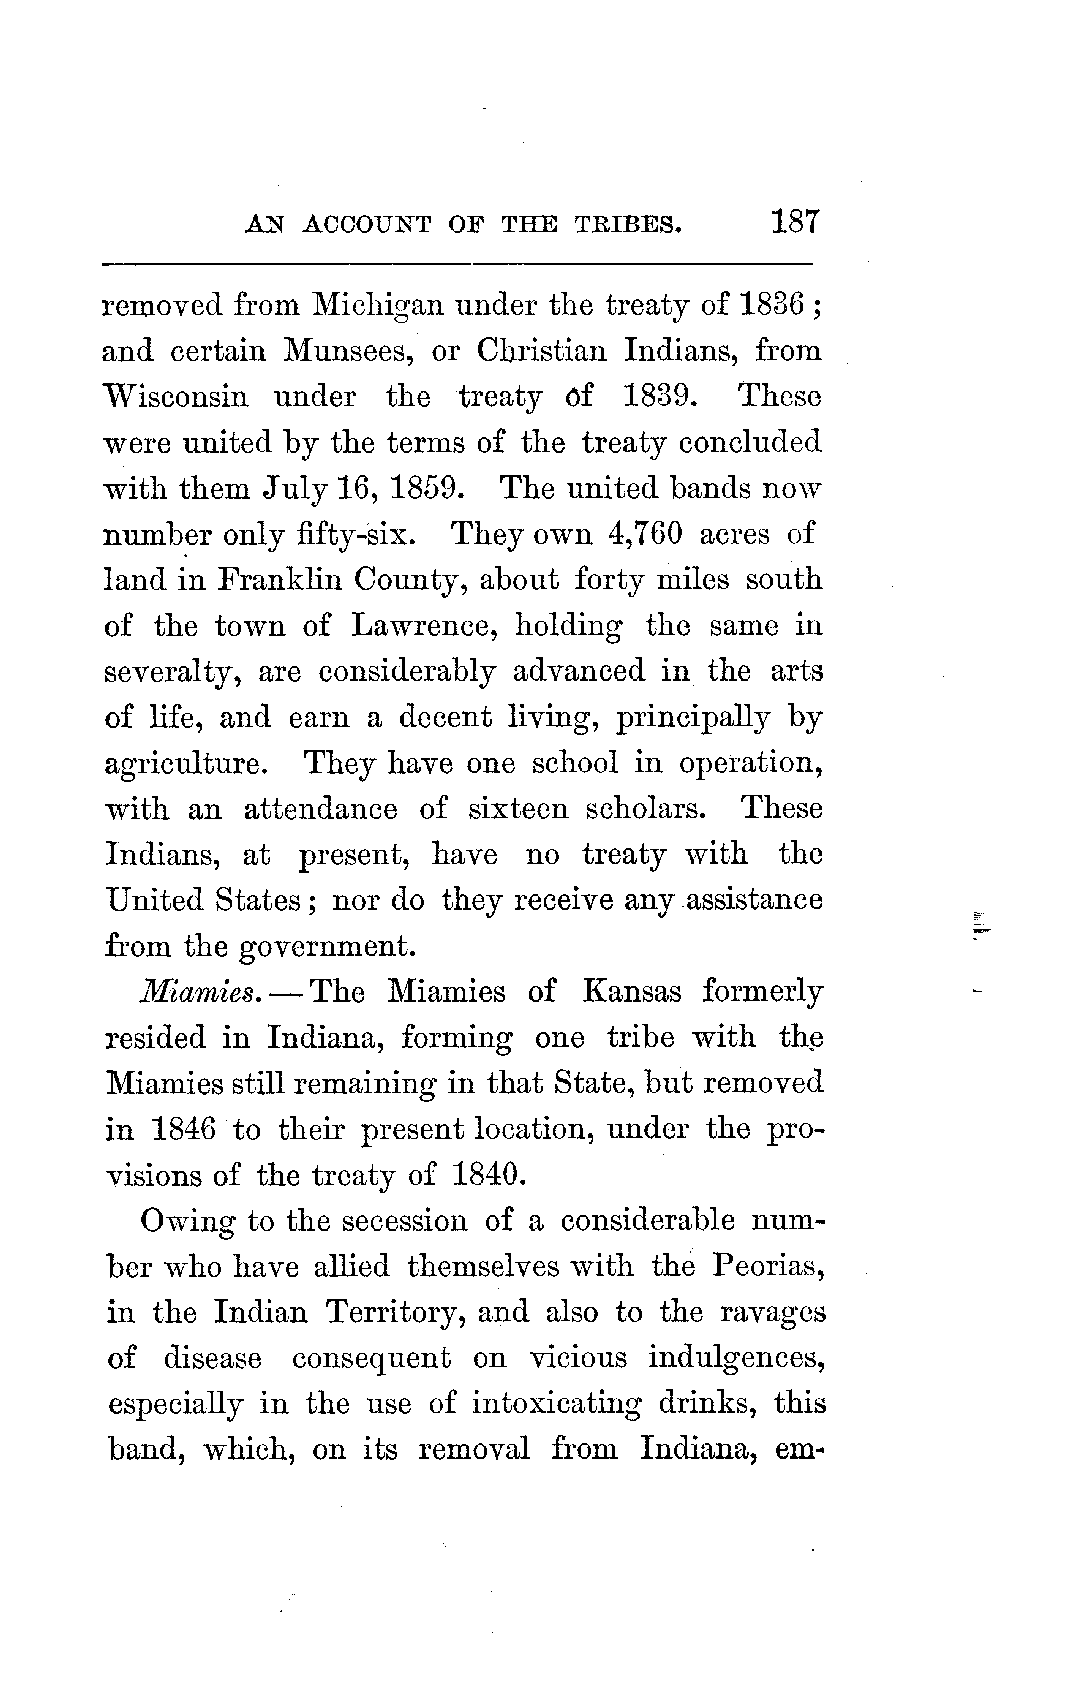 AN ACCOUNT OF THE TRIBES. 187
removed from Michigan under the treaty of 1836;
and certain Munsees, or Christian Indians, from
Wisconsin under the treaty of 1839. These
were united by the terms of the treaty concluded
with them July 16, 1859. The united bands now
number only fifty-six. They own 4,760 acres of
land in Franklin County, about forty miles south
of the town of Lawrence, holding the same in
severalty, are considerably advanced in the arts
of life, and earn a decent living, principally by
agriculture. They have one school in operation,
with an attendance of sixteen scholars. These
Indians, at present, have no treaty with the
United States; nor do they receive any assistance
from the government.
Miamies.—The Miamies of Kansas formerly
resided in Indiana, forming one tribe with the
Miamies still remaining in that State, but removed
in 1846 to their present location, under the pro-
visions of the treaty of 1840.
Owing to the secession of a considerable num-
ber who have allied themselves with the Peorias,
in the Indian Territory, and also to the ravages
of disease consequent on vicious indulgences,
especially in the use of intoxicating drinks, this
band, which, on its removal from Indiana, em-